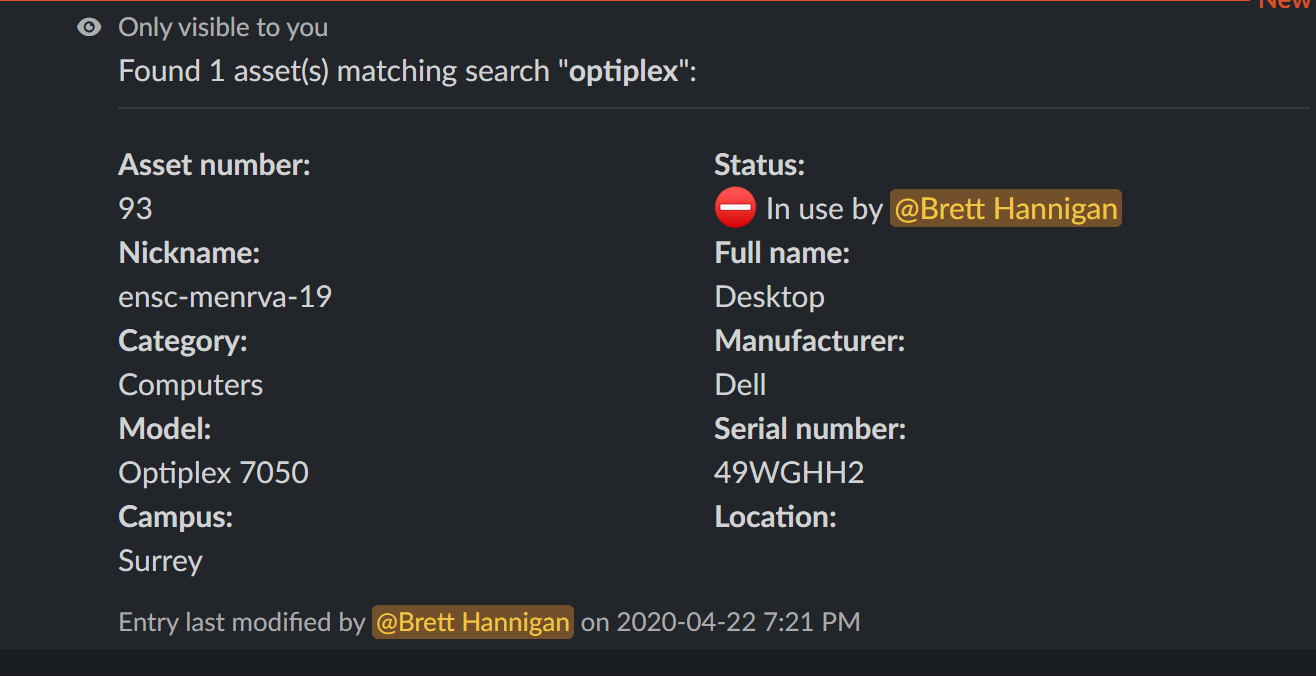 New
Only visible to you
Found 1 asset(s) matching search "optiplex":
Asset number:
93
Status:
In use by @Brett Hannigan
Nickname:
ensc-menrva-19
Full name:
Desktop
Category:
Computers
Manufacturer:
Dell
Model:
Optiplex 7050
Serial number:
49WGHH2
Campus:
Surrey
Location:
Entry last modified by @Brett Hannigan on 2020-04-22 7:21 PM